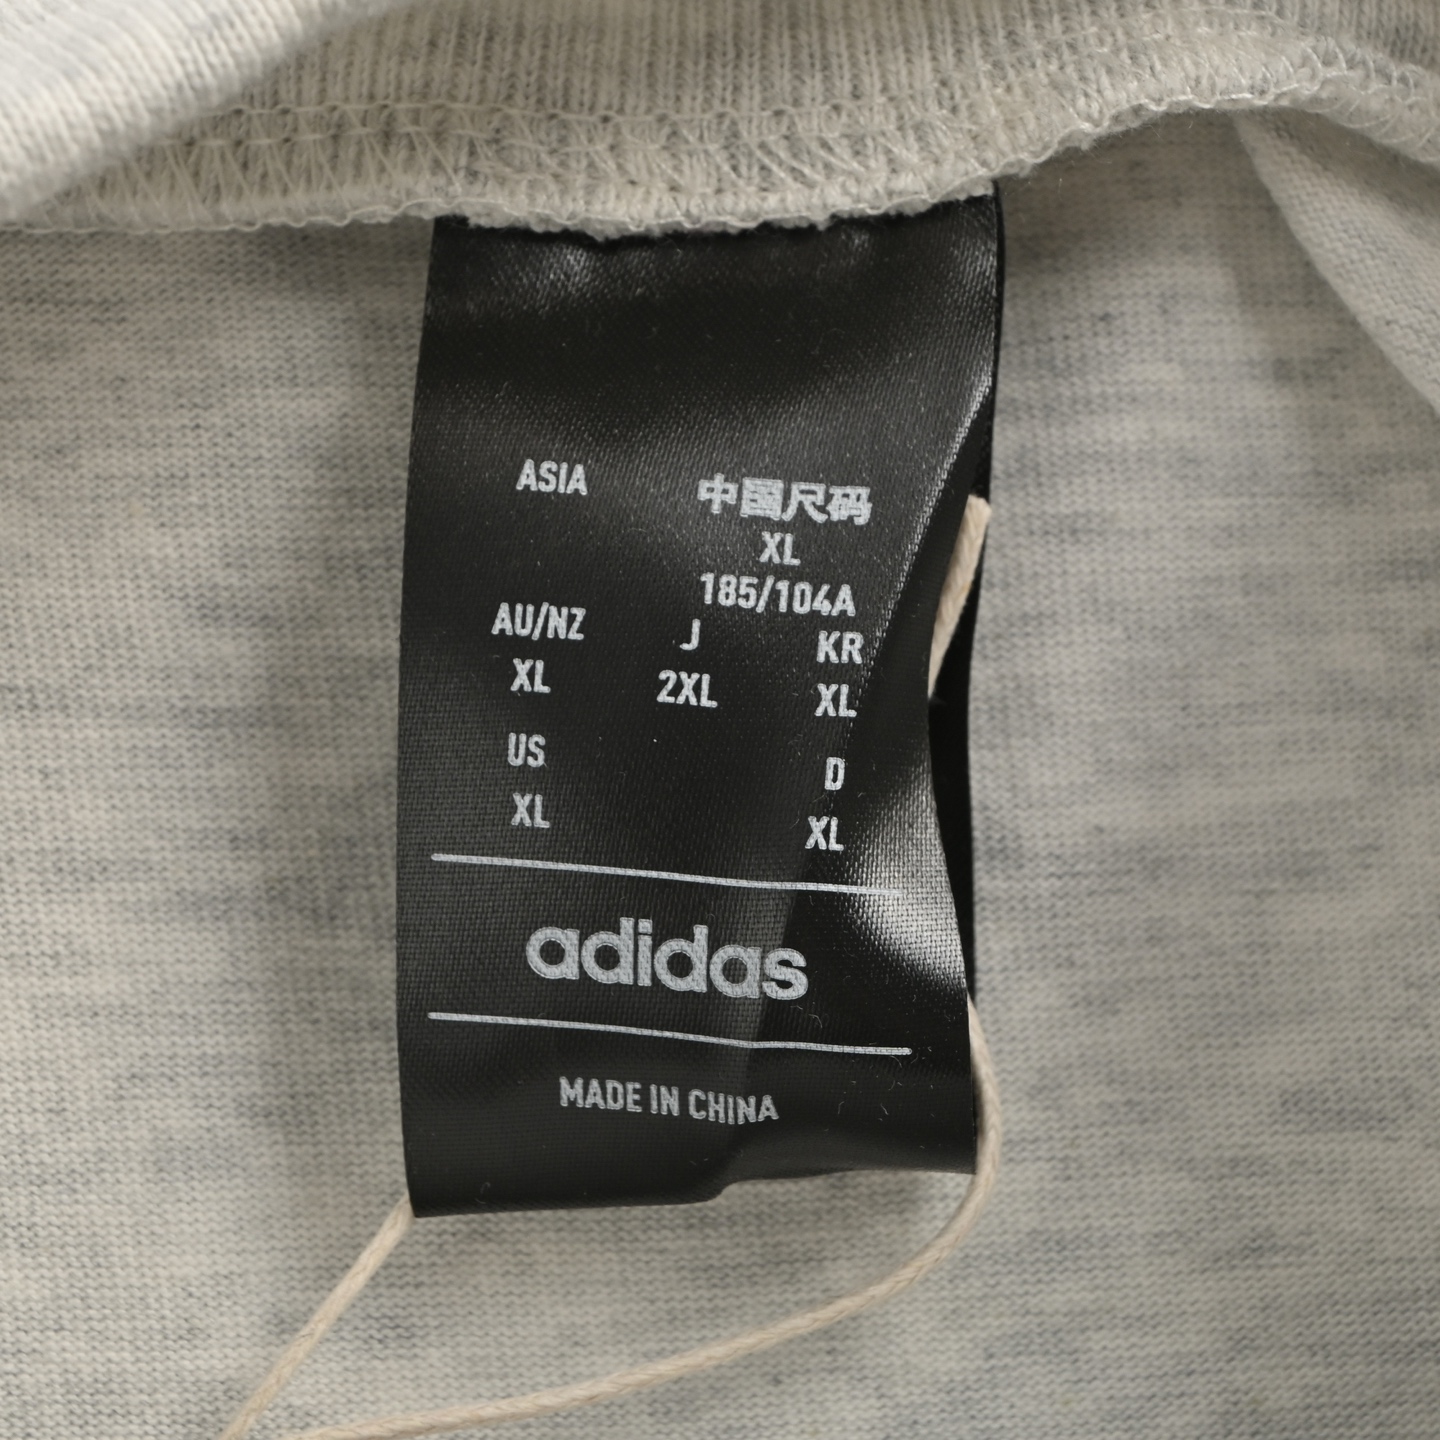 ASIA 中国尺码
XL
185/104A
AU/NZ J KR
XL 2XL XL
US D
XL XL
adidas
MADE IN CHINA